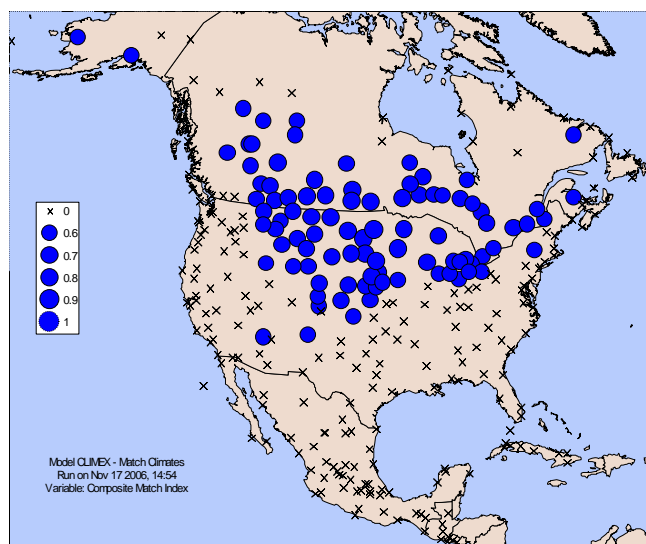 0
0.6
0.7
0.8
0.9
1
Model CLIMEX - Match Climates
Run on Nov 17 2006, 14:54
Variable: Composite Match Index